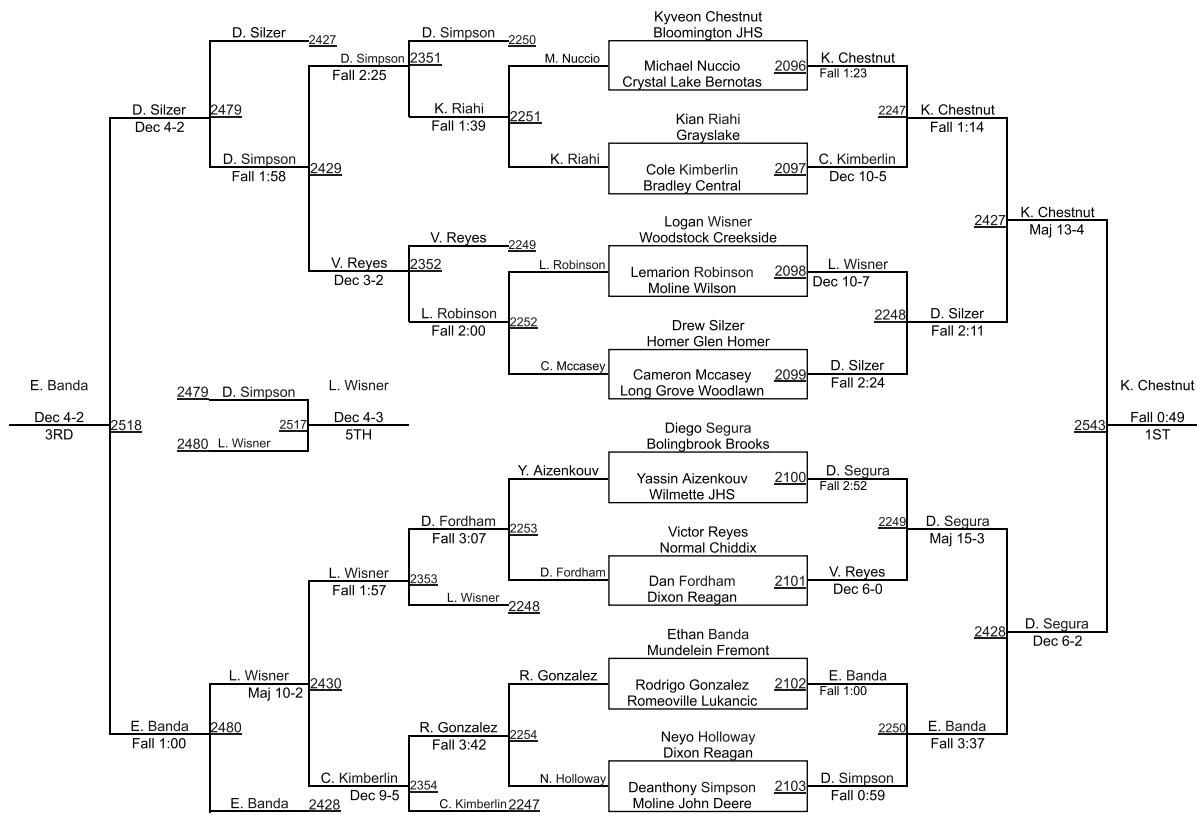 Kyveon Chestnut
Bloomington JHS
D. Silzer 2427 D. Simpson 2250
D. Simpson 2351 M. Nuccio Michael Nuccio 2096 K. Chestnut
Fall 2:25 Crystal Lake Bernotas Fall 1:23
D. Silzer 2479 K. Riahi 2251 2247 K. Chestnut
Dec 4-2 Fall 1:39 Kian Riahi Fall 1:14
Grayslake
D. Simpson 2429 K. Riahi Cole Kimberlin 2097 C. Kimberlin
Fall 1:58 Bradley Central Dec 10-5
Logan Wisner 2427 K. Chestnut
V. Reyes 2249 Woodstock Creekside Maj 13-4
V. Reyes 2352 L. Robinson Lemarion Robinson 2098 L. Wisner
Dec 3-2 Moline Wilson Dec 10-7
L. Robinson 2252 2248 D. Silzer
Fall 2:00 Drew Silzer Fall 2:11
Homer Glen Homer
C. Mccasey Cameron Mccasey 2099 D. Silzer
Long Grove Woodlawn Fall 2:24
E. Banda 2479 D. Simpson L. Wisner K. Chestnut
Dec 4-2 2518 2517 Dec 4-3 2543 Fall 0:49
3RD 5TH 1ST
2480 L. Wisner Diego Segura
Bolingbrook Brooks
Y. Aizenkouv Yassin Aizenkouv 2100 D. Segura
Wilmette JHS Fall 2:52
D. Fordham 2253 2249 D. Segura
Fall 3:07 Victor Reyes Maj 15-3
Normal Chiddix
L. Wisner 2353 D. Fordham Dan Fordham 2101 V. Reyes
Fall 1:57 Dixon Reagan Dec 6-0
L. Wisner 2248
2428 D. Segura
Ethan Banda Dec 6-2
Mundelein Fremont
L. Wisner 2430 R. Gonzalez Rodrigo Gonzalez 2102 E. Banda
Maj 10-2 Romeoville Lukancic Fall 1:00
E. Banda 2480 R. Gonzalez 2254 2250 E. Banda
Fall 1:00 Fall 3:42 Neyo Holloway Fall 3:37
Dixon Reagan
C. Kimberlin 2354 N. Holloway Deanthony Simpson 2103 D. Simpson
Dec 9-5 Moline John Deere Fall 0:59
E. Banda 2428 C. Kimberlin 2247